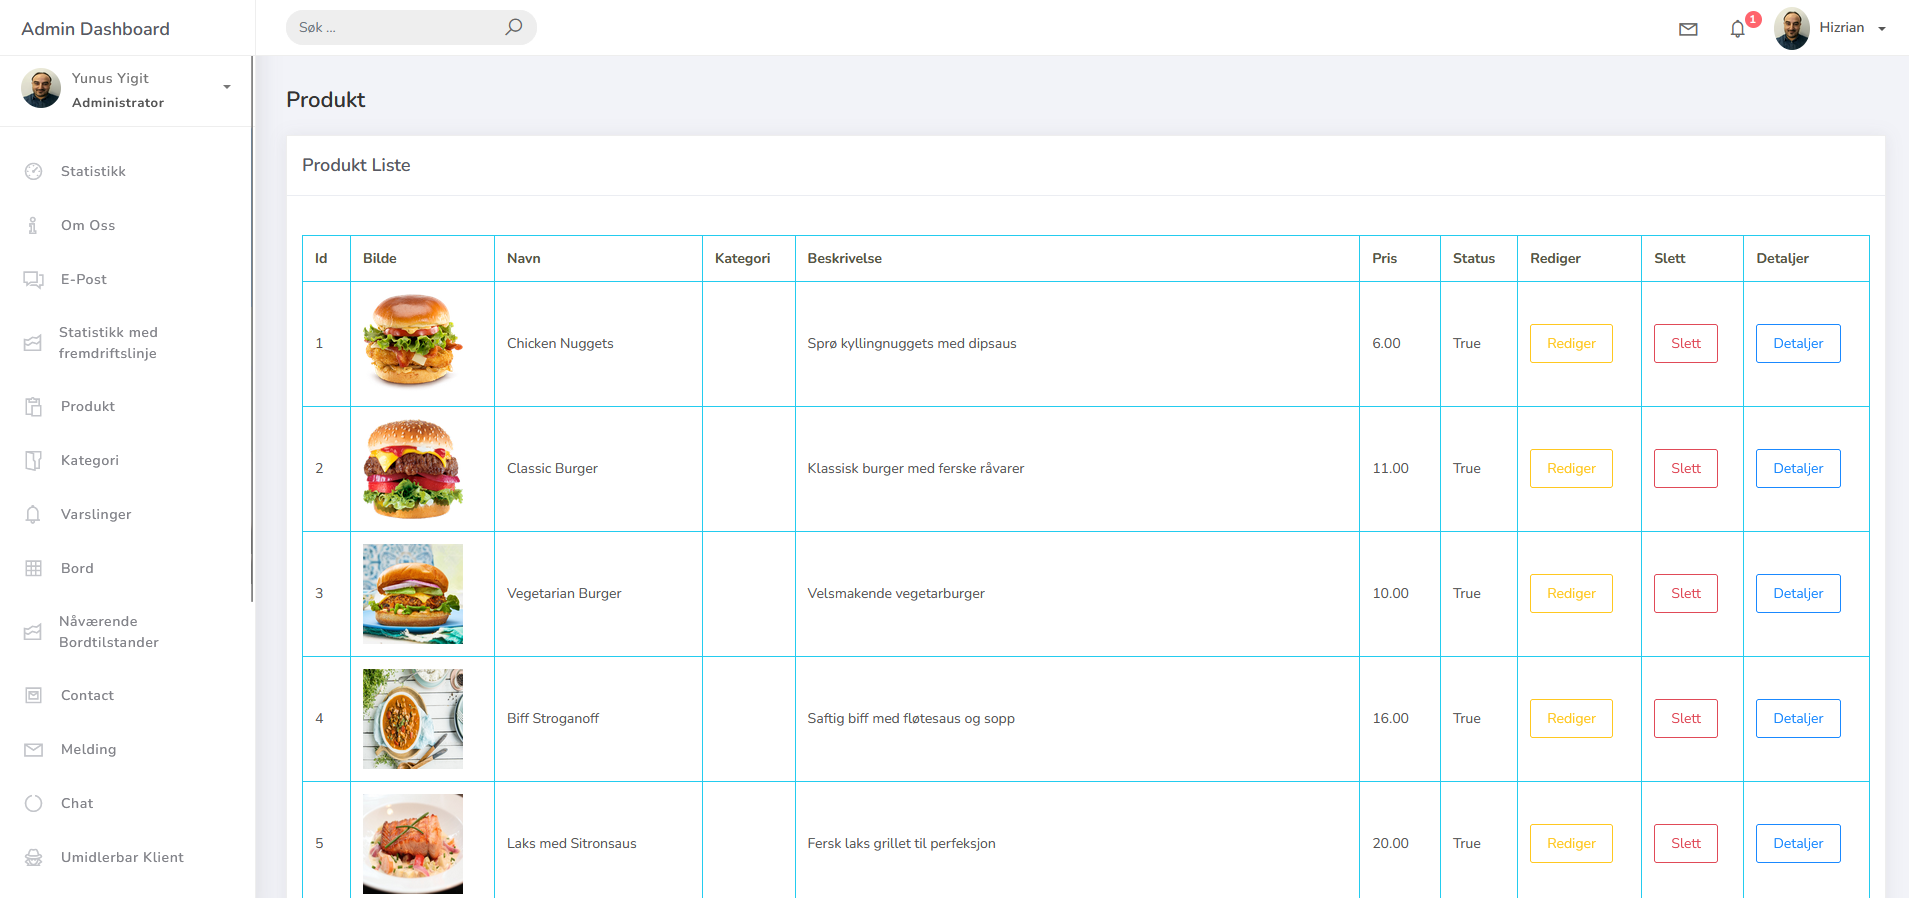 Admin Dashboard
Søk ...
1
Hizrian
Yunus Yigit
Administrator
Statistikk
Om Oss
E-Post
Statistikk med
fremdriftslinje
Produkt
Kategori
Varslinger
Bord
Nåværende
Bordtilstander
Contact
Melding
Chat
Umidlerbar Klient
Produkt
Produkt Liste
Id Bilde Navn Kategori Beskrivelse Pris Status Rediger Slett Detaljer
1 Chicken Nuggets Sprø kyllingnuggets med dipsaus 6.00 True Rediger Slett Detaljer
2 Classic Burger Klassisk burger med ferske råvarer 11.00 True Rediger Slett Detaljer
3 Vegetarian Burger Velsmakende vegetarburger 10.00 True Rediger Slett Detaljer
4 Biff Stroganoff Saftig biff med fløtesaus og sopp 16.00 True Rediger Slett Detaljer
5 Laks med Sitronsaus Fersk laks grillet til perfeksjon 20.00 True Rediger Slett Detaljer